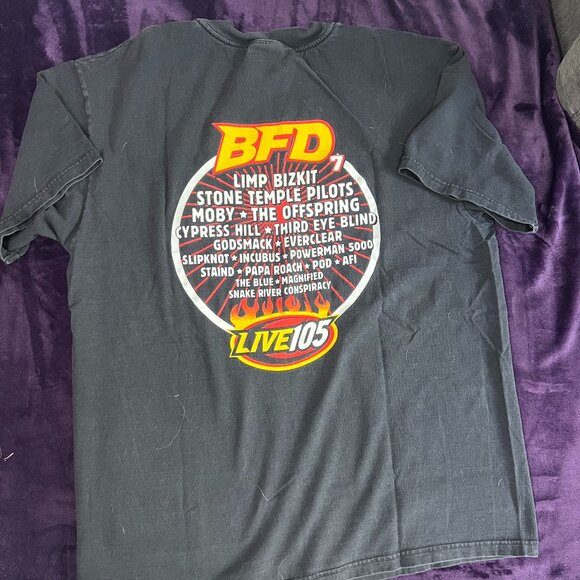 BFD
7
LIMP BIZKIT
STONE TEMPLE PILOTS
MOBY ★ THE OFFSPRING
CYPRESS HILL ★ THIRD EYE BLIND
GODSMACK ★ EVERCLEAR
SLIPKNOT ★ INCUBUS ★ POWERMAN 5000
STAIND ★ PAPA ROACH ★ POD ★ AFI
THE BLUE ★ MAGNIFIED
SNAKE RIVER CONSPIRACY
LIVE105